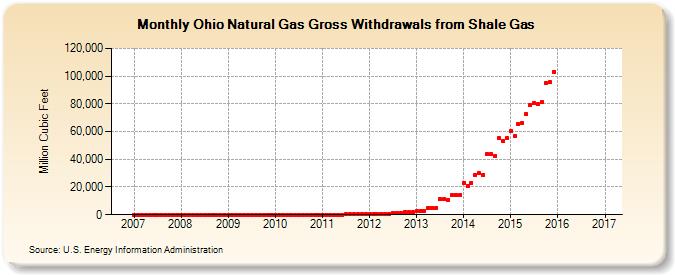 Monthly Ohio Natural Gas Gross Withdrawals from Shale Gas
Million Cubic Feet
120,000
100,000
80,000
60,000
40,000
20,000
0
2007 2008 2009 2010 2011 2012 2013 2014 2015 2016 2017
Source: U.S. Energy Information Administration